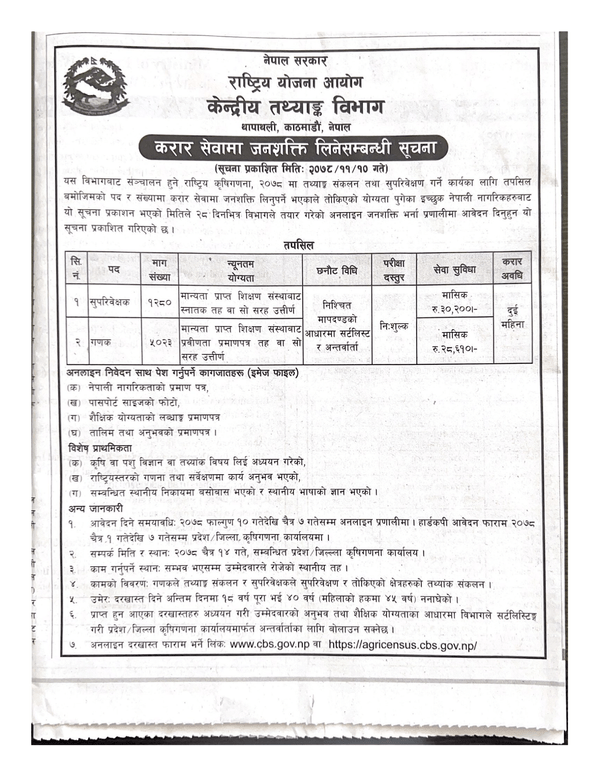 नेपाल सरकार
राष्ट्रिय योजना आयोग
केन्द्रीय तथ्याङ्क विभाग
थापाथली, काठमाडौं, नेपाल
करार सेवामा जनशक्ति लिनेसम्बन्धी सूचना
(सूचना प्रकाशित मितिः २०७८/११/१० गते)
यस विभागबाट संञ्चालन हुने राष्ट्रिय कृषिगणना, २०७८ मा तथ्याङ्क संकलन तथा सुपरिवेक्षण गर्ने कार्यका लागि तपसिल
बमोजिमको पद र संख्यामा करार सेवामा जनशक्ति लिनुपर्ने भएकाले तोकिएको योग्यता पुगेका इच्छुक नेपाली नागरिकहरुबाट
यो सूचना प्रकाशन भएको मितिले २८ दिनभित्र विभागले तयार गरेको अनलाइन जनशक्ति भर्ना प्रणालीमा आवेदन दिनुहुन यो
सूचना प्रकाशित गरिएको छ ।
तपसिल
सि. नं. पद माग संख्या न्यूनतम योग्यता छनौट विधि परीक्षा दस्तुर सेवा सुविधा करार अवधि
१ सुपरिवेक्षक १२८० मान्यता प्राप्त शिक्षण संस्थाबाट स्नातक तह वा सो सरह उत्तीर्ण निश्चित मापदण्डको आधारमा सर्टलिस्ट र अन्तर्वार्ता निःशुल्क मासिक रु.३०,२००।- दुई महिना
२ गणक ५०२३ मान्यता प्राप्त शिक्षण संस्थाबाट प्रवीणता प्रमाणपत्र तह वा सो सरह उत्तीर्ण मासिक रु.२८,६१०।-
अनलाइन निवेदन साथ पेश गर्नुपर्ने कागजातहरू (इमेज फाइल)
(क) नेपाली नागरिकताको प्रमाण पत्र,
(ख) पासपोर्ट साइजको फोटो,
(ग) शैक्षिक योग्यताको लब्धाङ्क प्रमाणपत्र
(घ) तालिम तथा अनुभवको प्रमाणपत्र ।
विशेष प्राथमिकता
(क) कृषि वा पशु विज्ञान वा तथ्यांक विषय लिई अध्ययन गरेको,
(ख) राष्ट्रियस्तरको गणना तथा सर्वेक्षणमा कार्य अनुभव भएको,
(ग) सम्बन्धित स्थानीय निकायमा बसोबास भएको र स्थानीय भाषाको ज्ञान भएको ।
अन्य जानकारी
१. आवेदन दिने समयावधिः २०७८ फाल्गुण १० गतेदेखि चैत्र ७ गतेसम्म अनलाइन प्रणालीमा । हार्डकपी आवेदन फाराम २०७८
चैत्र १ गतेदेखि ७ गतेसम्म प्रदेश/जिल्ला, कृषिगणना, कार्यालयमा ।
२. सम्पर्क मिति र स्थानः २०७८ चैत्र १४ गते, सम्बन्धित प्रदेश/जिल्ला कृषिगणना कार्यालय ।
३. काम गर्नुपर्ने स्थानः सम्भव भएसम्म उम्मेदवारले रोजेको स्थानीय तह ।
४. कामको विवरणः गणकले तथ्याङ्क संकलन र सुपरिवेक्षकले सुपरिवेक्षण र तोकिएको क्षेत्रहरुको तथ्यांक संकलन ।
५. उमेरः दरखास्त दिने अन्तिम दिनमा १८ वर्ष पूरा भई ४० वर्ष (महिलाको हकमा ४५ वर्ष) ननाघेको ।
६. प्राप्त हुन आएका दरखास्तहरु अध्ययन गरी उम्मेदवारको अनुभव तथा शैक्षिक योग्यताका आधारमा विभागले सर्टलिस्टिङ्ग
गरी प्रदेश/जिल्ला कृषिगणना कार्यालयमार्फत अन्तर्वार्ताका लागि बोलाउन सक्नेछ ।
७. अनलाइन दरखास्त फाराम भर्ने लिंकः www.cbs.gov.np वा https://agricensus.cbs.gov.np/